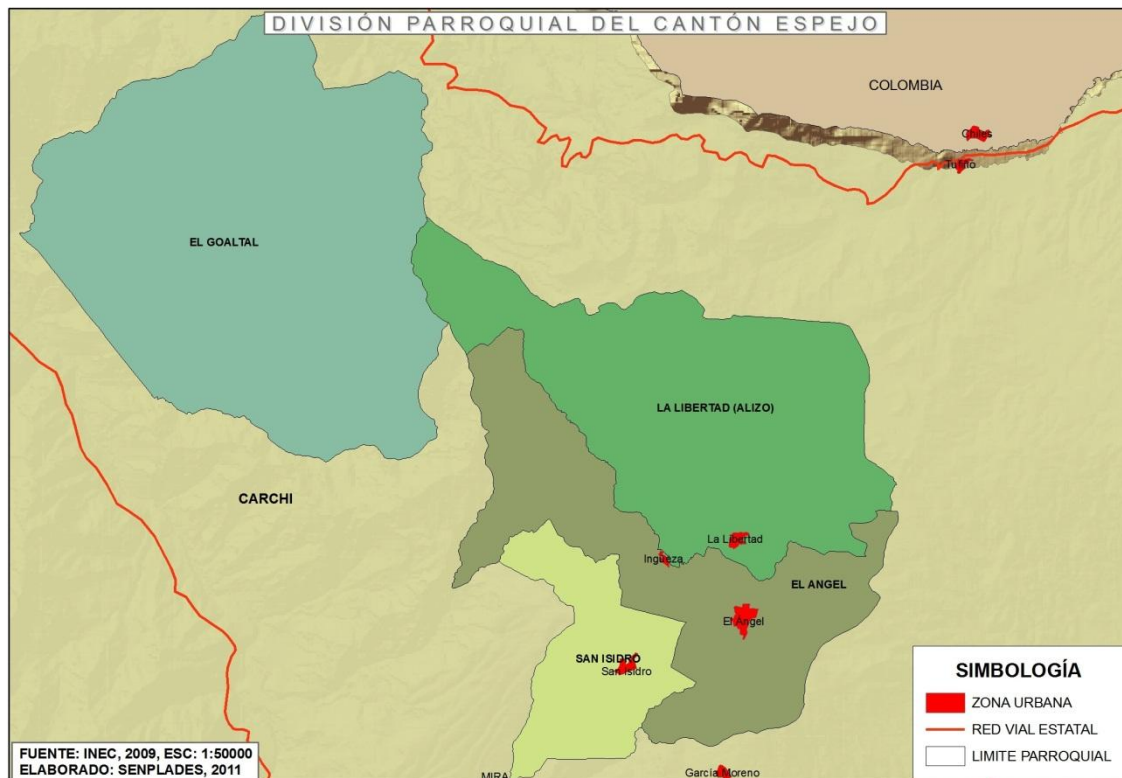 DIVISIÓN PARROQUIAL DEL CANTÓN ESPEJO
COLOMBIA
Chiles
Tufiño
EL GOALTAL
LA LIBERTAD (ALIZO)
CARCHI
La Libertad
Ingueza
EL ANGEL
El Angel
SAN ISIDRO
San Isidro
García Moreno
MIRA
SIMBOLOGÍA
ZONA URBANA
RED VIAL ESTATAL
LIMITE PARROQUIAL
FUENTE: INEC, 2009, ESC: 1:50000
ELABORADO: SENPLADES, 2011